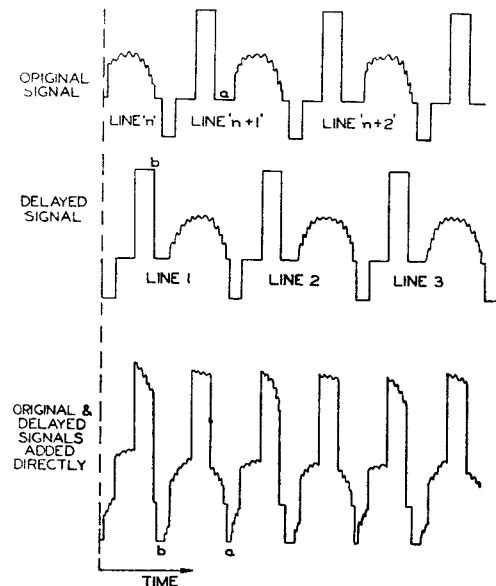 ORIGINAL
SIGNAL
LINE 'n'
a
LINE 'n+1'
LINE 'n+2'
DELAYED
SIGNAL
b
LINE 1
LINE 2
LINE 3
ORIGINAL &
DELAYED
SIGNALS
ADDED
DIRECTLY
b
a
TIME